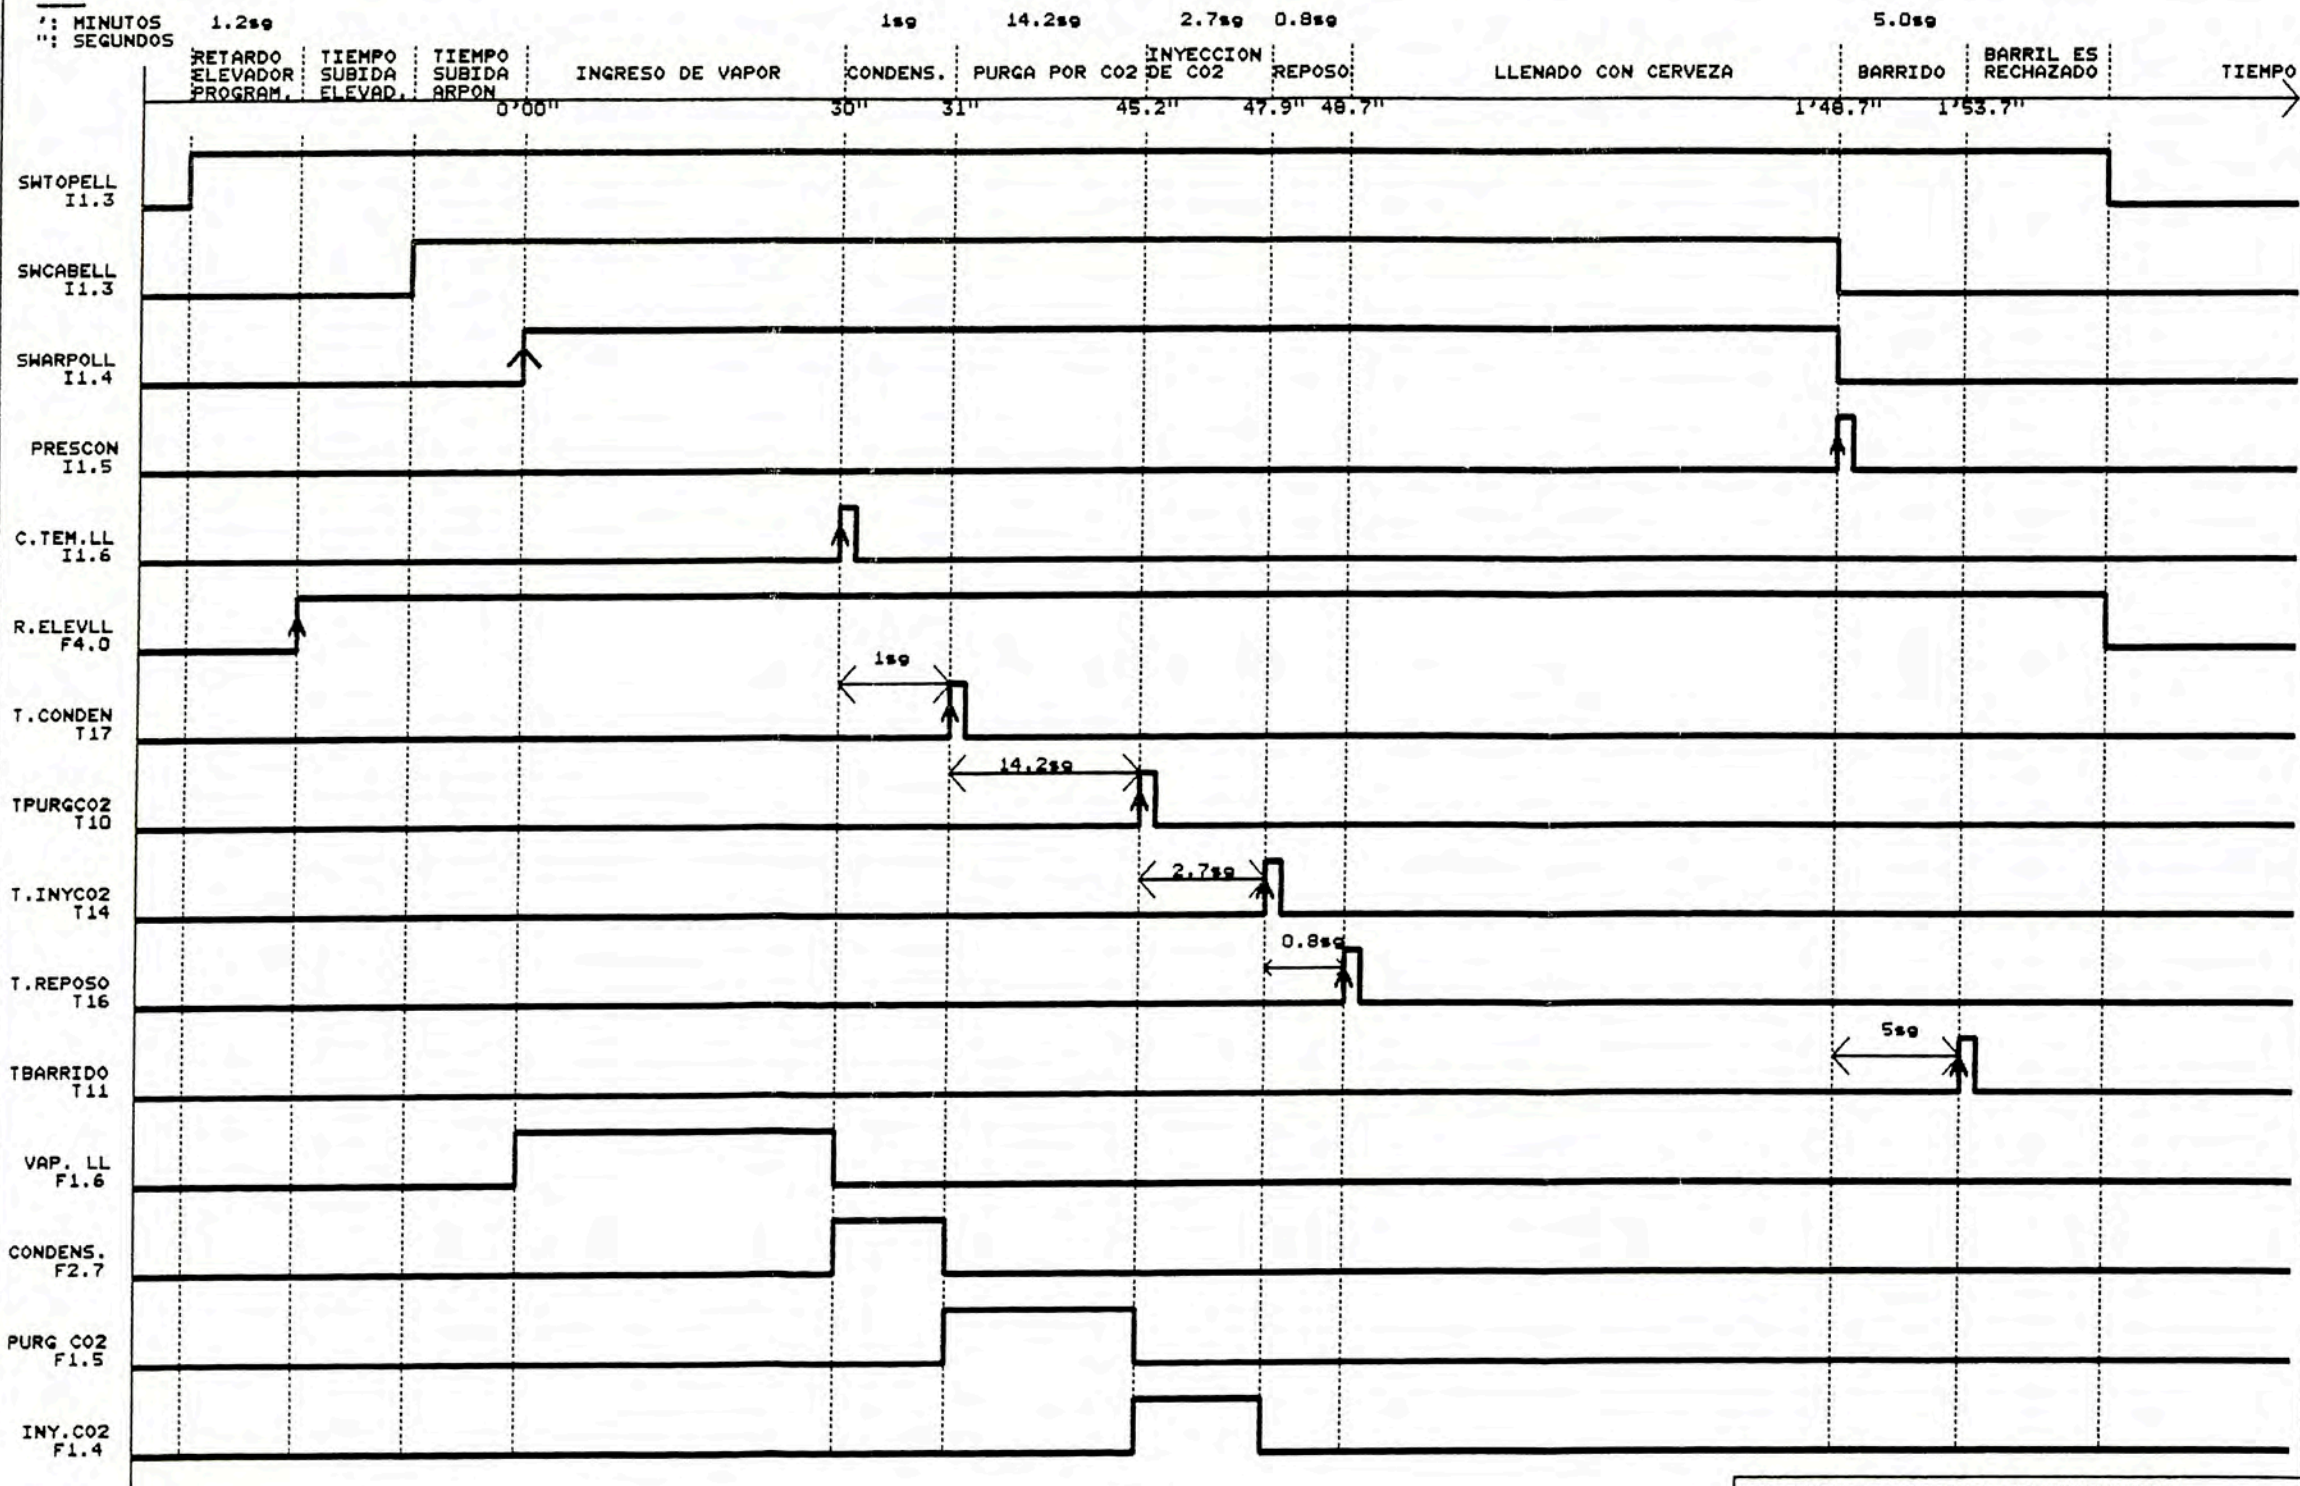 ': MINUTOS 1.2sg 1sg 14.2sg 2.7sg 0.8sg 5.0sg
": SEGUNDOS
RETARDO ELEVADOR PROGRAM.
TIEMPO SUBIDA ELEVAD.
TIEMPO SUBIDA ARPON
INGRESO DE VAPOR
CONDENS.
PURGA POR CO2
INYECCION DE CO2
REPOSO
LLENADO CON CERVEZA
BARRIDO
BARRIL ES RECHAZADO
TIEMPO
0'00" 30" 31" 45.2" 47.9" 48.7" 1'48.7" 1'53.7"
SWTOPELL
I1.3
SWCABELL
I1.3
SWARPOLL
I1.4
PRESCON
I1.5
C.TEM.LL
I1.6
R.ELEVLL
F4.0
1sg
T.CONDEN
T17
14.2sg
TPURGCO2
T10
2.7sg
T.INYCO2
T14
0.8sg
T.REPOSO
T16
5sg
TBARRIDO
T11
VAP. LL
F1.6
CONDENS.
F2.7
PURG CO2
F1.5
INY.CO2
F1.4